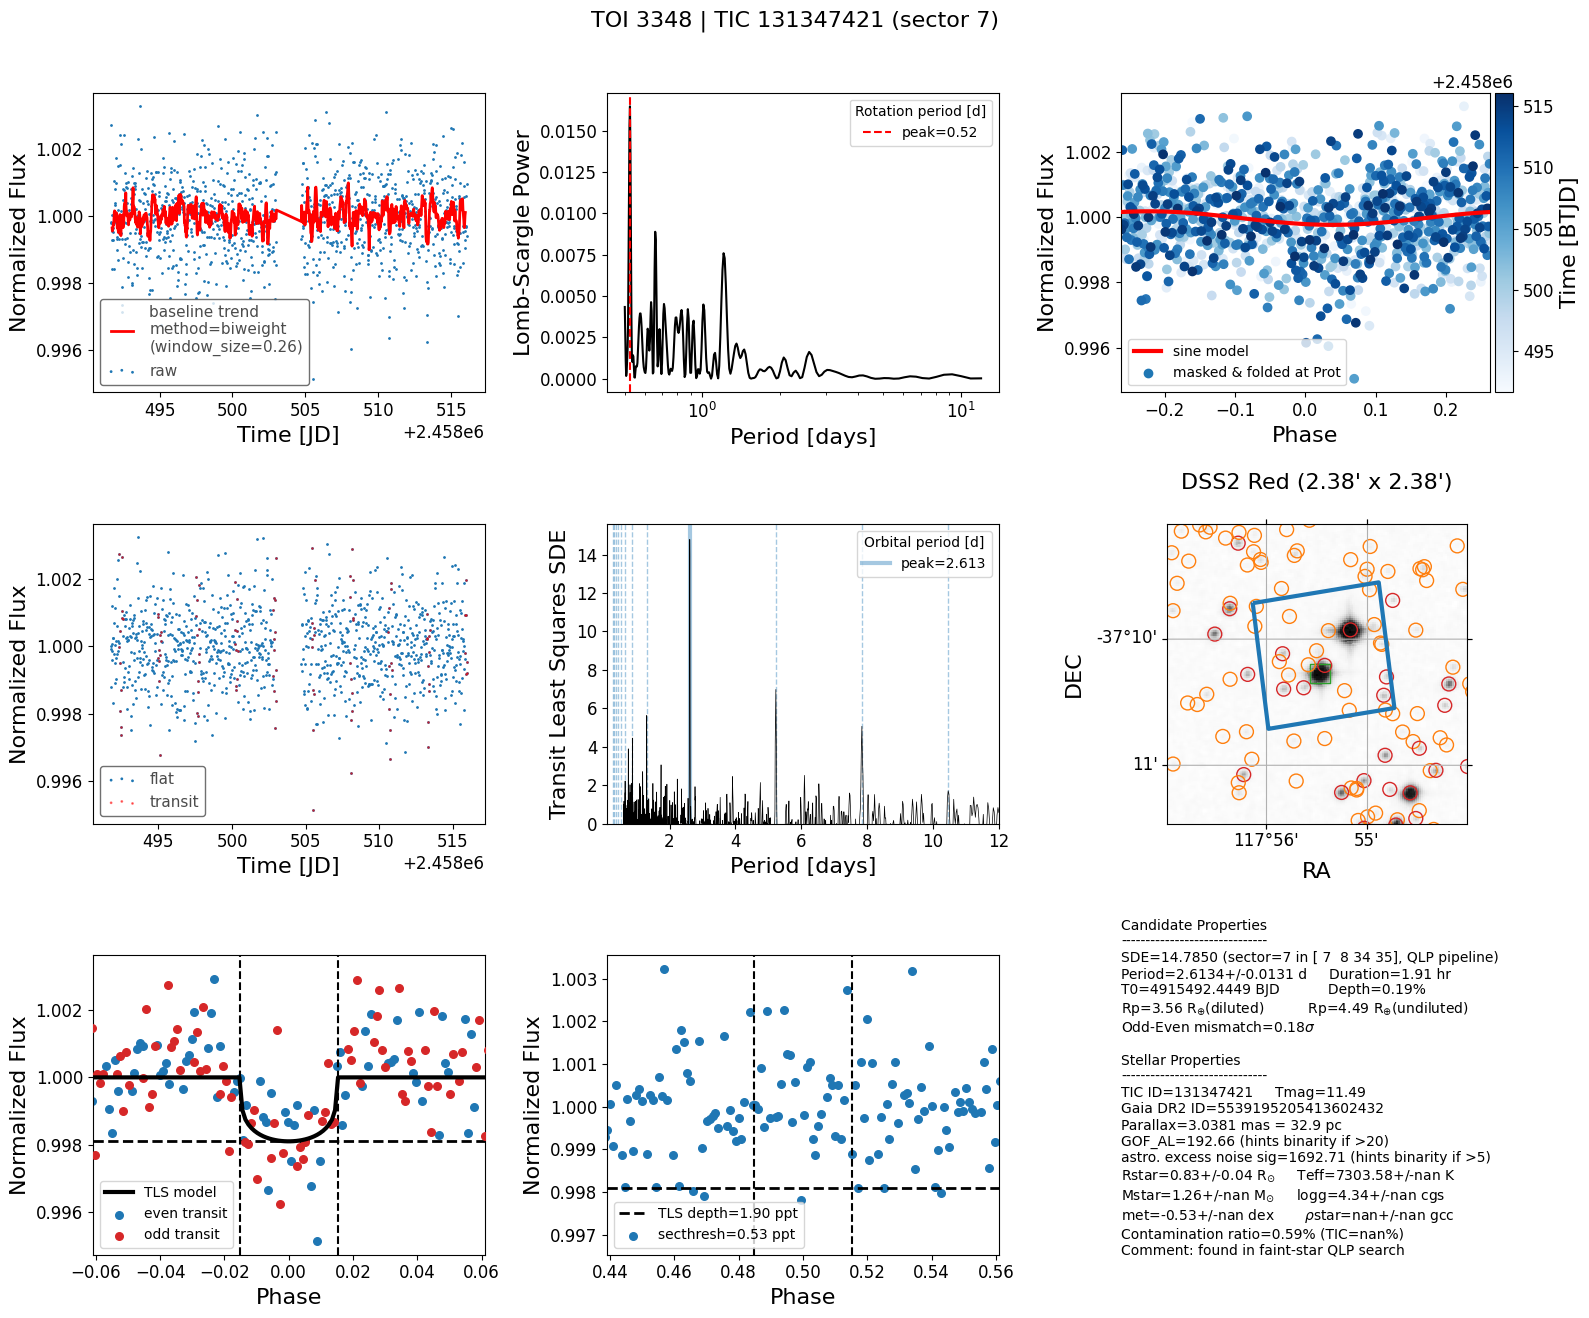 TOI 3348 | TIC 131347421 (sector 7)
Normalized Flux
1.002
1.000
0.998
0.996
baseline trend
method=biweight
(window_size=0.26)
raw
495 500 505 510 515
Time [JD]
+2.458e6
Lomb-Scargle Power
0.0150
0.0125
0.0100
0.0075
0.0050
0.0025
0.0000
Rotation period [d]
peak=0.52
10⁰ 10¹
Period [days]
Normalized Flux
1.002
1.000
0.998
0.996
sine model
masked & folded at Prot
−0.2 −0.1 0.0 0.1 0.2
Phase
+2.458e6
515
510
505
500
495
Time [BTJD]
Normalized Flux
1.002
1.000
0.998
0.996
flat
transit
495 500 505 510 515
Time [JD]
+2.458e6
Transit Least Squares SDE
14
12
10
8
6
4
2
0
Orbital period [d]
peak=2.613
2 4 6 8 10 12
Period [days]
DSS2 Red (2.38' x 2.38')
DEC
-37°10'
11'
117°56' 55'
RA
Normalized Flux
1.002
1.000
0.998
0.996
TLS model
even transit
odd transit
−0.06 −0.04 −0.02 0.00 0.02 0.04 0.06
Phase
Normalized Flux
1.003
1.002
1.001
1.000
0.999
0.998
0.997
TLS depth=1.90 ppt
secthresh=0.53 ppt
0.44 0.46 0.48 0.50 0.52 0.54 0.56
Phase
Candidate Properties
------------------------------
SDE=14.7850 (sector=7 in [ 7 8 34 35], QLP pipeline)
Period=2.6134+/-0.0131 d Duration=1.91 hr
T0=4915492.4449 BJD Depth=0.19%
Rp=3.56 R⊕(diluted) Rp=4.49 R⊕(undiluted)
Odd-Even mismatch=0.18σ
Stellar Properties
------------------------------
TIC ID=131347421 Tmag=11.49
Gaia DR2 ID=5539195205413602432
Parallax=3.0381 mas = 32.9 pc
GOF_AL=192.66 (hints binarity if >20)
astro. excess noise sig=1692.71 (hints binarity if >5)
Rstar=0.83+/-0.04 R⊙ Teff=7303.58+/-nan K
Mstar=1.26+/-nan M⊙ logg=4.34+/-nan cgs
met=-0.53+/-nan dex ρstar=nan+/-nan gcc
Contamination ratio=0.59% (TIC=nan%)
Comment: found in faint-star QLP search